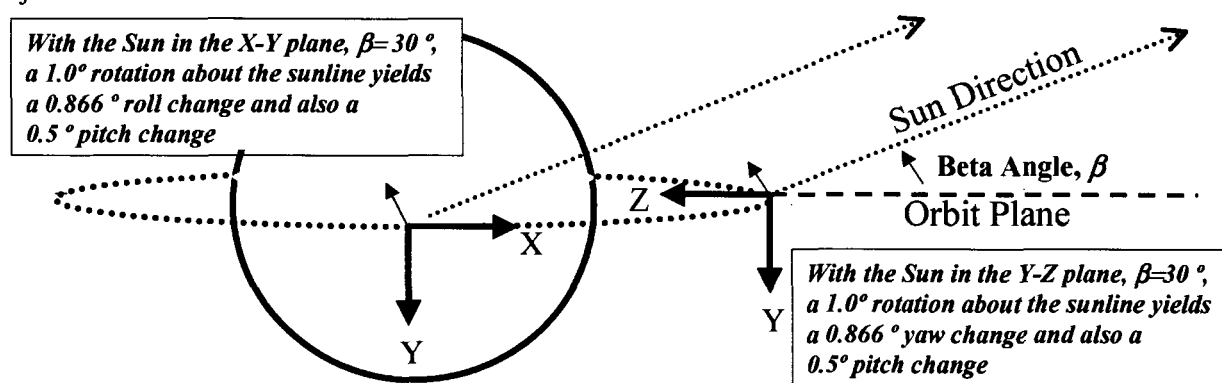 With the Sun in the X-Y plane, β= 30 °,
a 1.0° rotation about the sunline yields
a 0.866 ° roll change and also a
0.5 ° pitch change
Sun Direction
Beta Angle, β
Z
Orbit Plane
X
Y
Y
With the Sun in the Y-Z plane, β=30 °,
a 1.0° rotation about the sunline yields
a 0.866 ° yaw change and also a
0.5° pitch change